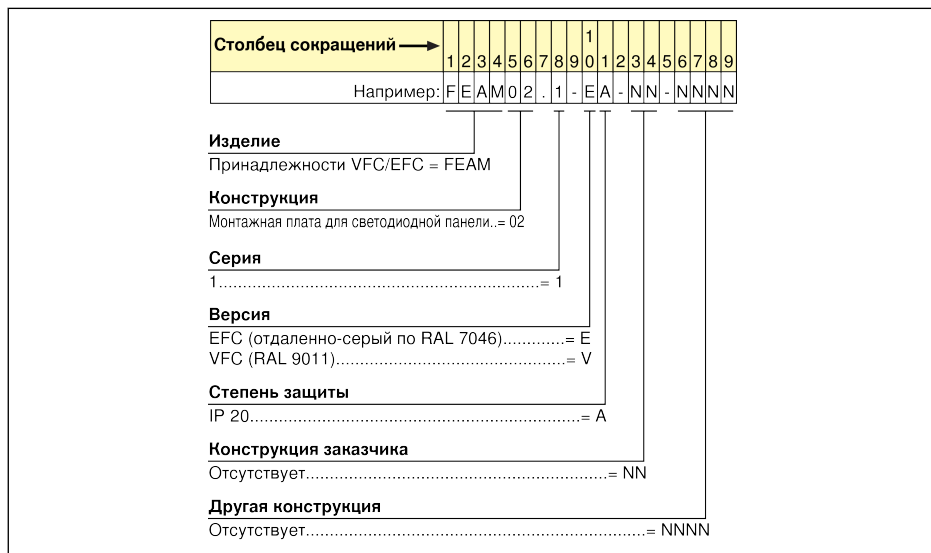 Столбец сокращений
1 2 3 4 5 6 7 8 9 1 0 1 2 3 4 5 6 7 8 9
Например: F E A M 0 2 . 1 - E A - N N - N N N N
Изделие
Принадлежности VFC/EFC = FEAM
Конструкция
Монтажная плата для светодиодной панели..= 02
Серия
1...................................................................= 1
Версия
EFC (отдаленно-серый по RAL 7046).............= E
VFC (RAL 9011)................................................= V
Степень защиты
IP 20.....................................................................= A
Конструкция заказчика
Отсутствует...............................................................= NN
Другая конструкция
Отсутствует.......................................................................= NNNN